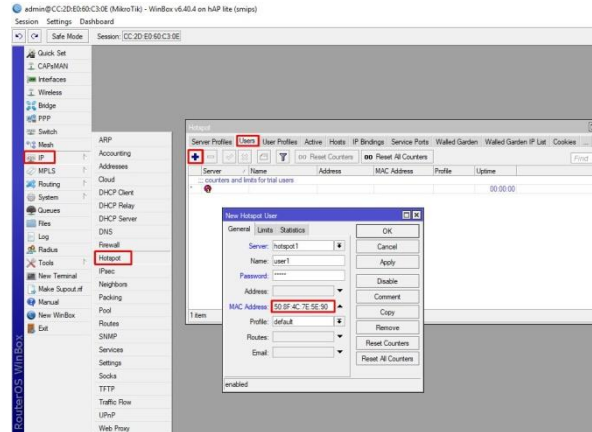 admin@CC:2D:E0:60:C3:0E (MikroTik) - WinBox v6.40.4 on hAP lite (smips)
Session Settings Dashboard
Safe Mode Session: CC:2D:E0:60:C3:0E
Quick Set
CAPsMAN
Interfaces
Wireless
Bridge
PPP
Switch
Mesh
IP
MPLS
Routing
System
Queues
Files
Log
Radius
Tools
New Terminal
Make Supout.rif
Manual
New WinBox
Exit
RouterOS WinBox
ARP
Accounting
Addresses
Cloud
DHCP Client
DHCP Relay
DHCP Server
DNS
Firewall
Hotspot
IPsec
Neighbors
Packing
Pool
Routes
SNMP
Services
Settings
Socks
TFTP
Traffic Flow
UPnP
Web Proxy
Hotspot
Server Profiles Users User Profiles Active Hosts IP Bindings Service Ports Walled Garden Walled Garden IP List Cookies ...
00 Reset Counters 00 Reset All Counters Find
Server Name Address MAC Address Profile Uptime
::: counters and limits for trial users
00:00:00
1 item
New Hotspot User
General Limits Statistics
Server: hotspot1
Name: user1
Password: *****
Address:
MAC Address: 50:0F:4C:7E:5E:90
Profile: default
Routes:
Email:
OK
Cancel
Apply
Disable
Comment
Copy
Remove
Reset Counters
Reset All Counters
enabled